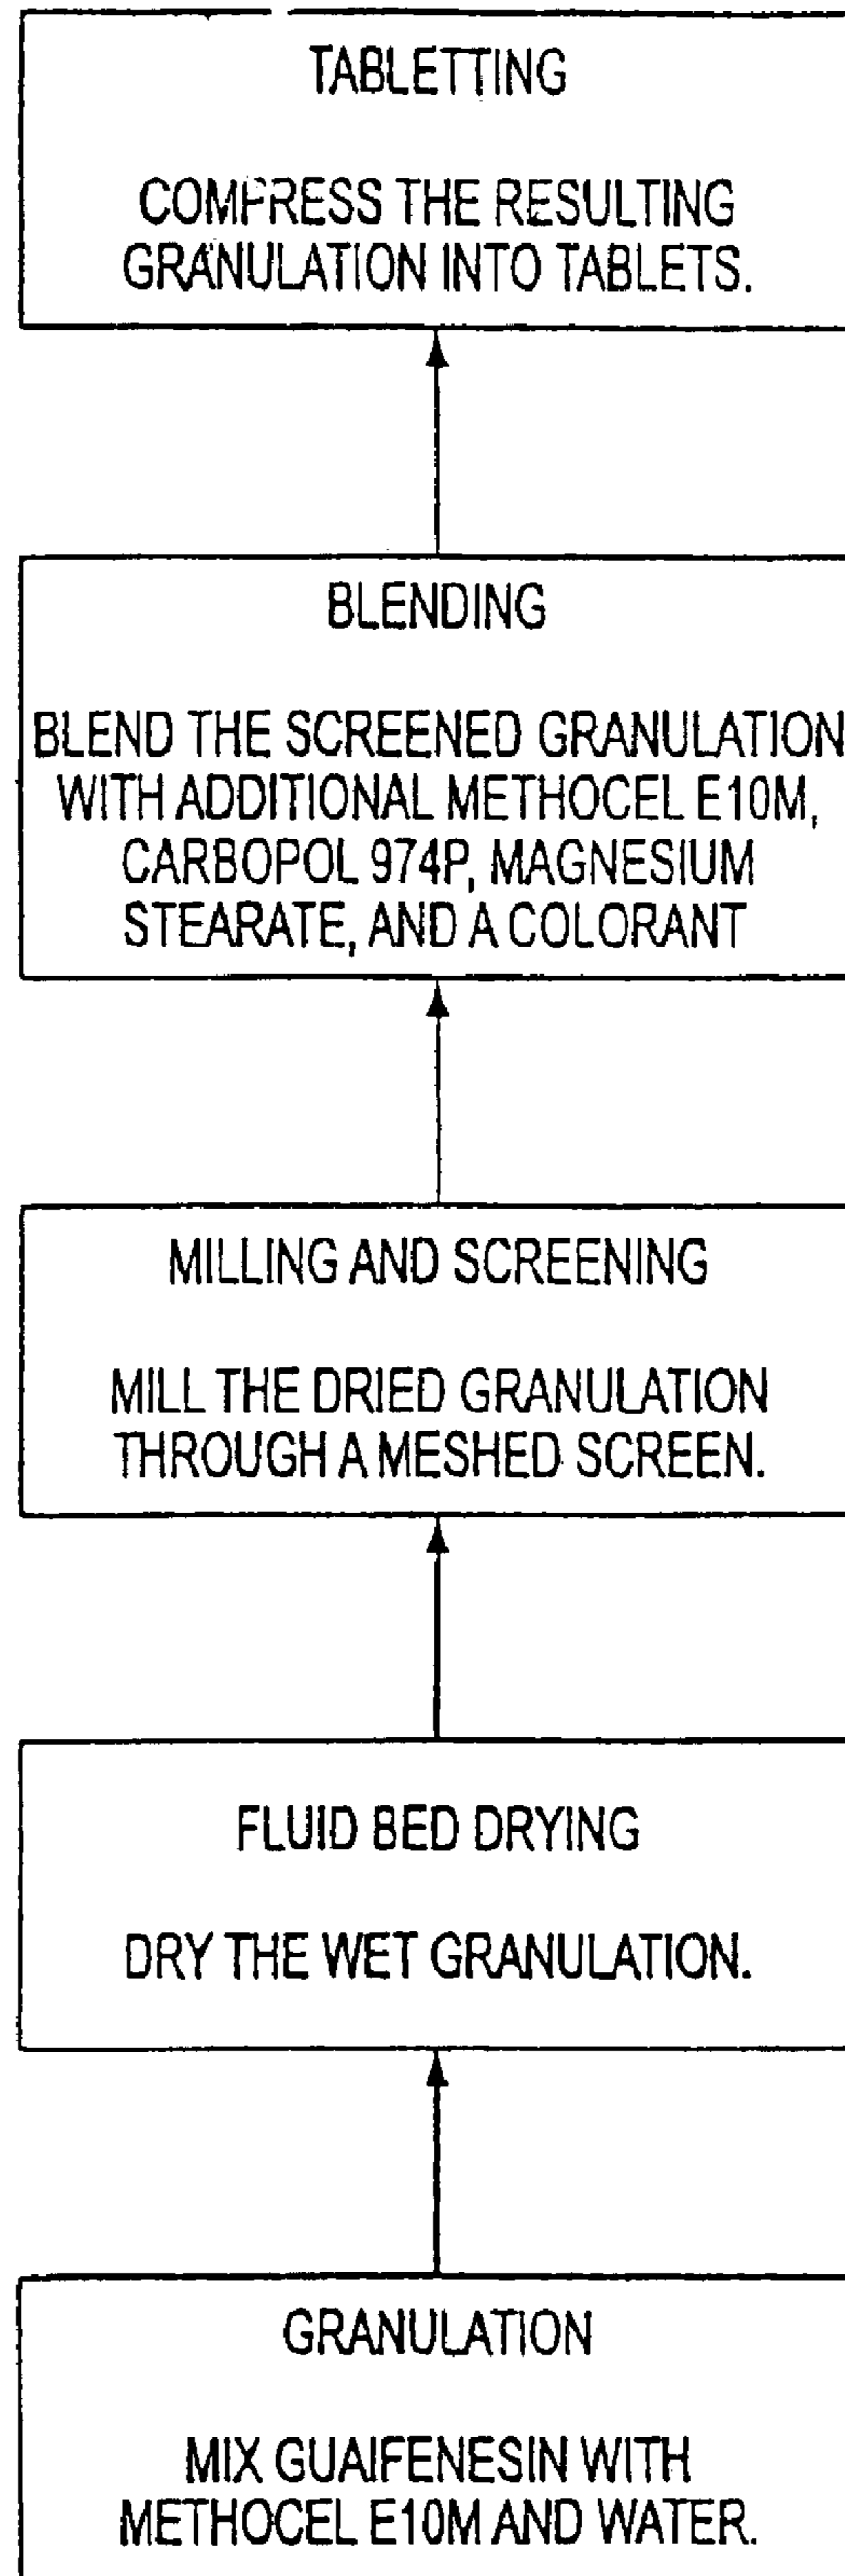 TABLETTING
COMPRESS THE RESULTING
GRANULATION INTO TABLETS.
BLENDING
BLEND THE SCREENED GRANULATION
WITH ADDITIONAL METHOCEL E10M,
CARBOPOL 974P, MAGNESIUM
STEARATE, AND A COLORANT
MILLING AND SCREENING
MILL THE DRIED GRANULATION
THROUGH A MESHED SCREEN.
FLUID BED DRYING
DRY THE WET GRANULATION.
GRANULATION
MIX GUAIFENESIN WITH
METHOCEL E10M AND WATER.